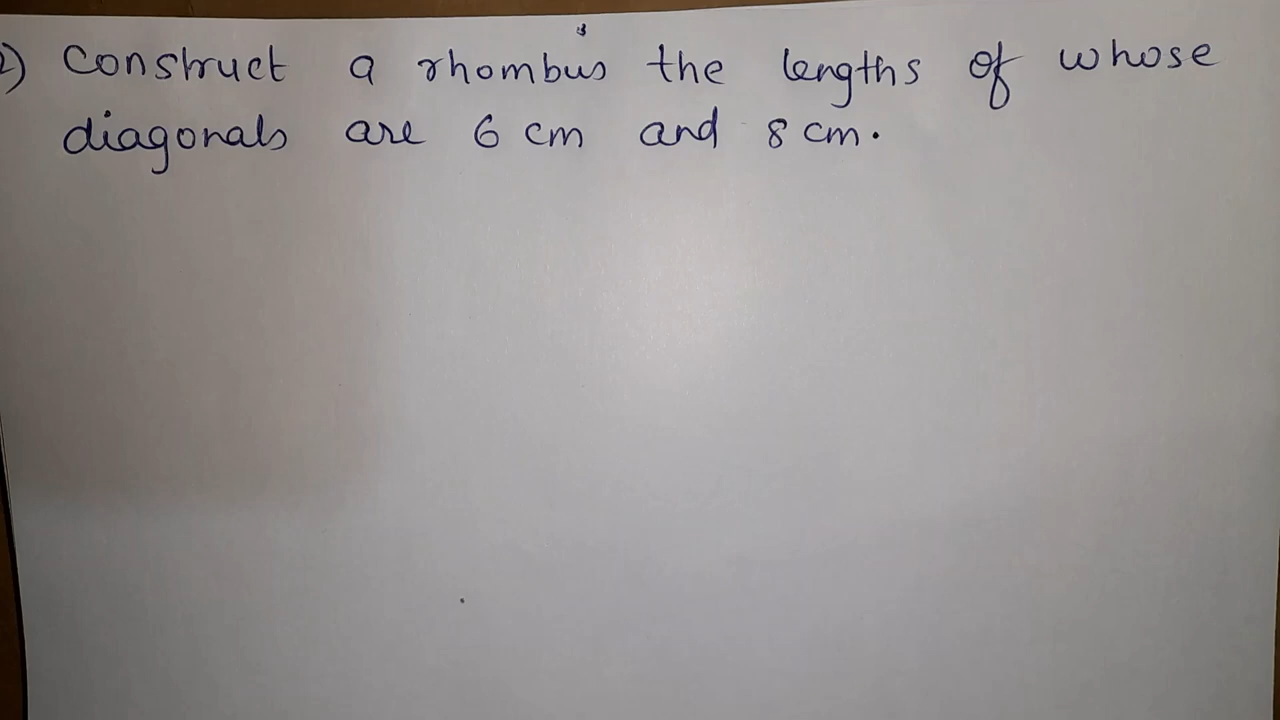 2) Construct a rhombus the lengths of whose
diagonals are 6 cm and 8 cm.